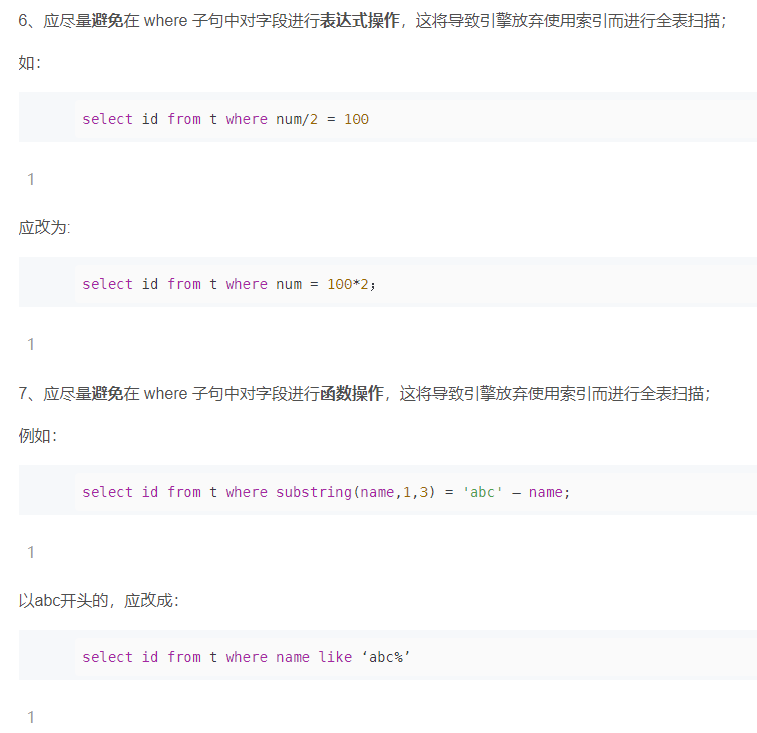 6、应尽量避免在 where 子句中对字段进行表达式操作，这将导致引擎放弃使用索引而进行全表扫描；
如：
select id from t where num/2 = 100
1
应改为:
select id from t where num = 100*2；
1
7、应尽量避免在 where 子句中对字段进行函数操作，这将导致引擎放弃使用索引而进行全表扫描；
例如：
select id from t where substring(name,1,3) = 'abc' – name;
1
以abc开头的，应改成：
select id from t where name like ‘abc%’
1